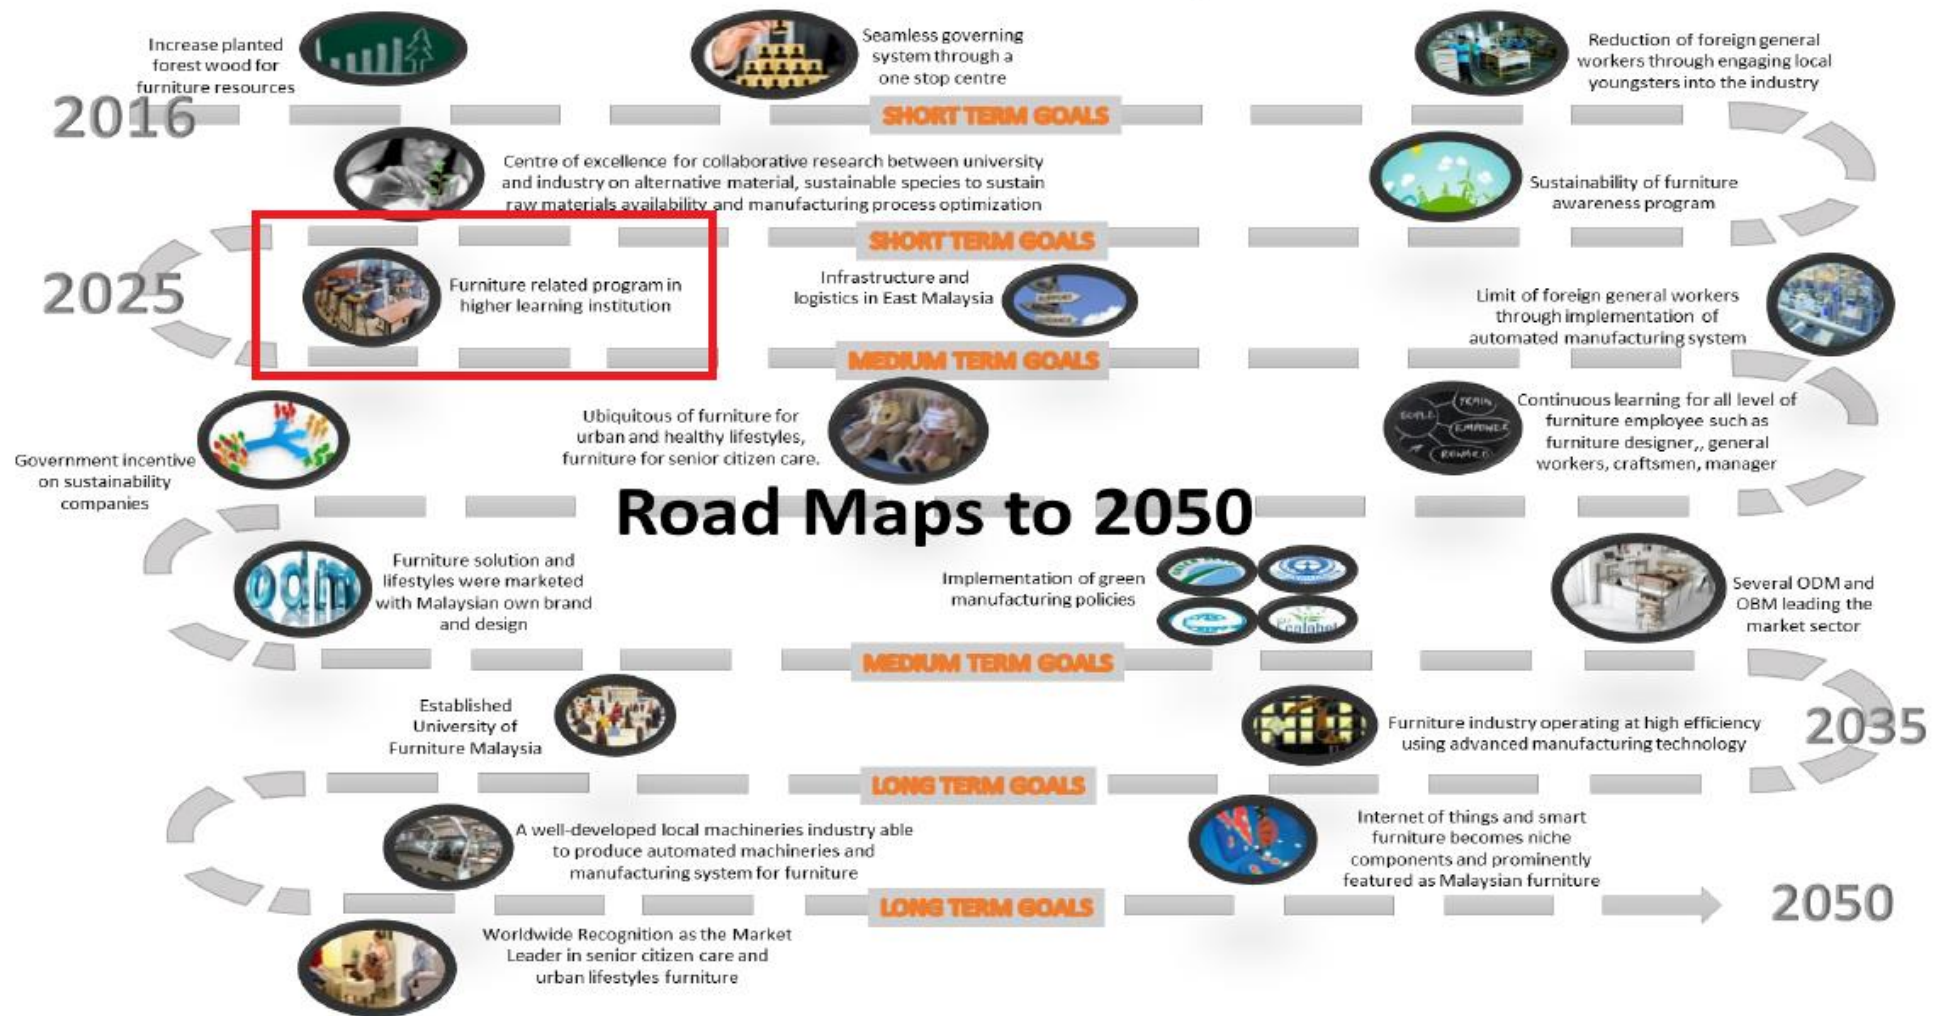 Increase planted
forest wood for
furniture resources
Seamless governing
system through a
one stop centre
Reduction of foreign general
workers through engaging local
youngsters into the industry
2016
SHORT TERM GOALS
Centre of excellence for collaborative research between university
and industry on alternative material, sustainable species to sustain
raw materials availability and manufacturing process optimization
Sustainability of furniture
awareness program
SHORT TERM GOALS
2025
Furniture related program in
higher learning institution
Infrastructure and
logistics in East Malaysia
SUPPORT
GUIDANCE
Limit of foreign general workers
through implementation of
automated manufacturing system
MEDIUM TERM GOALS
Government incentive
on sustainability
companies
Ubiquitous of furniture for
urban and healthy lifestyles,
furniture for senior citizen care.
TRAIN
EMPOWER
REWARD
Continuous learning for all level of
furniture employee such as
furniture designer,, general
workers, craftsmen, manager
Road Maps to 2050
odm
Furniture solution and
lifestyles were marketed
with Malaysian own brand
and design
Implementation of green
manufacturing policies
Ecolabel
Several ODM and
OBM leading the
market sector
MEDIUM TERM GOALS
Established
University of
Furniture Malaysia
Furniture industry operating at high efficiency
using advanced manufacturing technology
2035
LONG TERM GOALS
A well-developed local machineries industry able
to produce automated machineries and
manufacturing system for furniture
Internet of things and smart
furniture becomes niche
components and prominently
featured as Malaysian furniture
LONG TERM GOALS
2050
Worldwide Recognition as the Market
Leader in senior citizen care and
urban lifestyles furniture